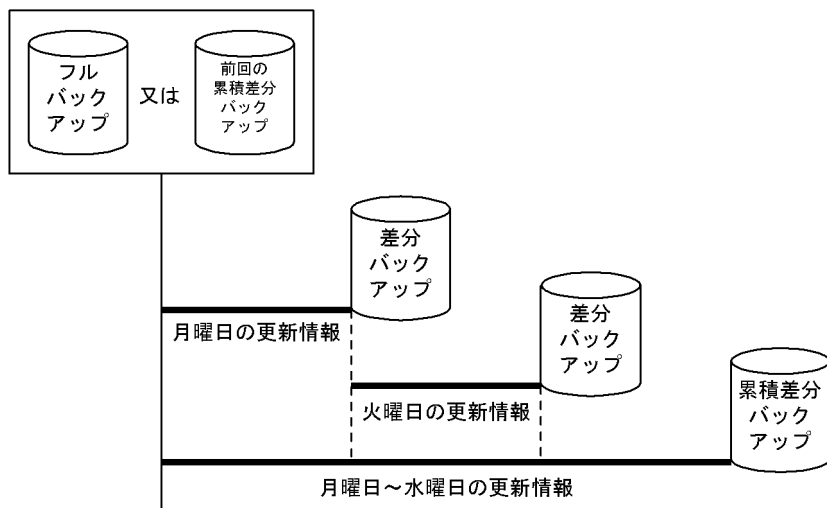 フル
バック
アップ
又は
前回の
累積差分
バック
アップ
差分
バック
アップ
月曜日の更新情報
差分
バック
アップ
火曜日の更新情報
累積差分
バック
アップ
月曜日～水曜日の更新情報